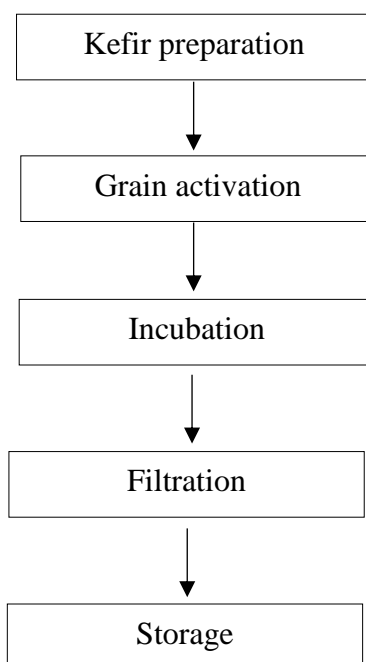 Kefir preparation
Grain activation
Incubation
Filtration
Storage